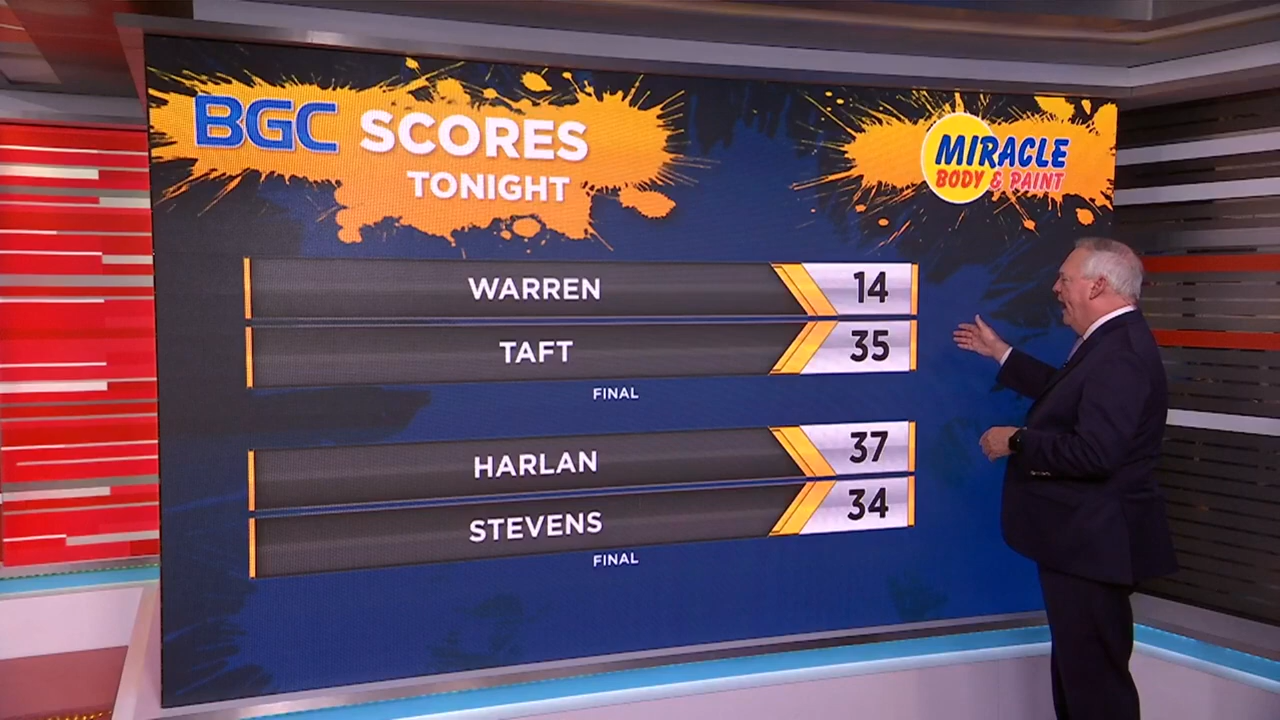 BGC SCORES
TONIGHT
MIRACLE
BODY & PAINT
WARREN 14
TAFT 35
FINAL
HARLAN 37
STEVENS 34
FINAL